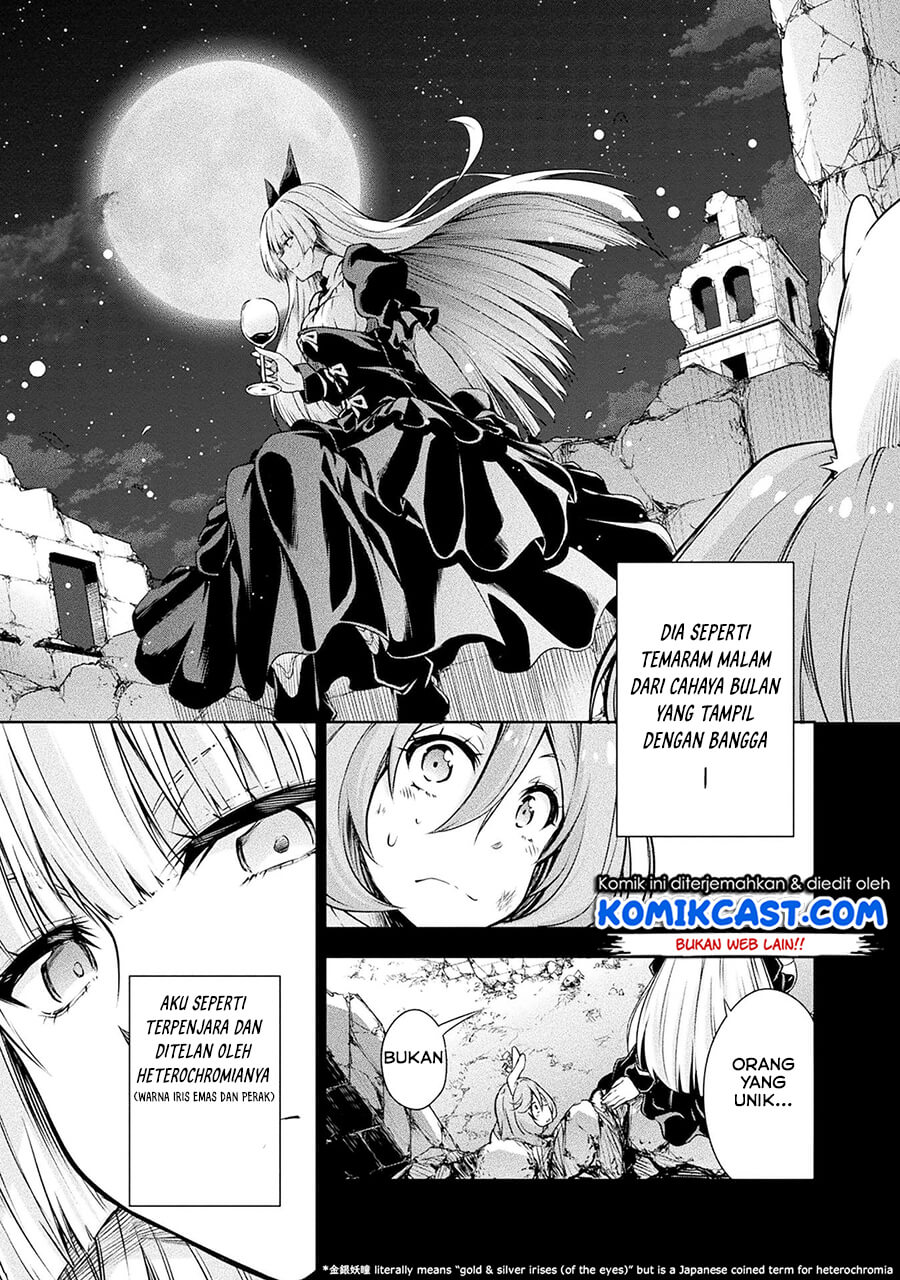 DIA SEPERTI
TEMARAM MALAM
DARI CAHAYA BULAN
YANG TAMPIL
DENGAN BANGGA
Komik ini diterjemahkan & diedit oleh
KOMIKCAST.COM
BUKAN WEB LAIN!!
AKU SEPERTI
TERPENJARA DAN
DITELAN OLEH
HETEROCHROMIANYA
(WARNA IRIS EMAS DAN PERAK)
ORANG
YANG
UNIK...
BUKAN
*金銀妖瞳 literally means "gold & silver irises (of the eyes)" but is a Japanese coined term for heterochromia